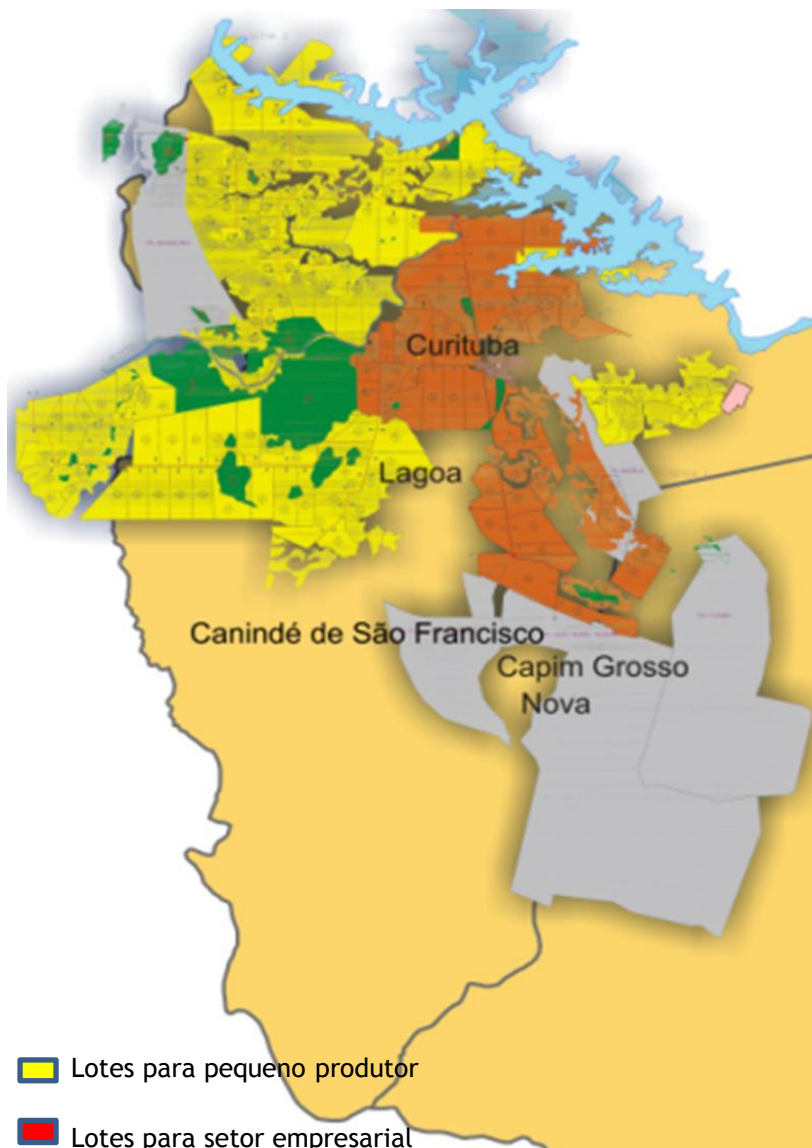 Curituba
Lagoa
Canindé de São Francisco
Capim Grosso
Nova
Lotes para pequeno produtor
Lotes para setor empresarial